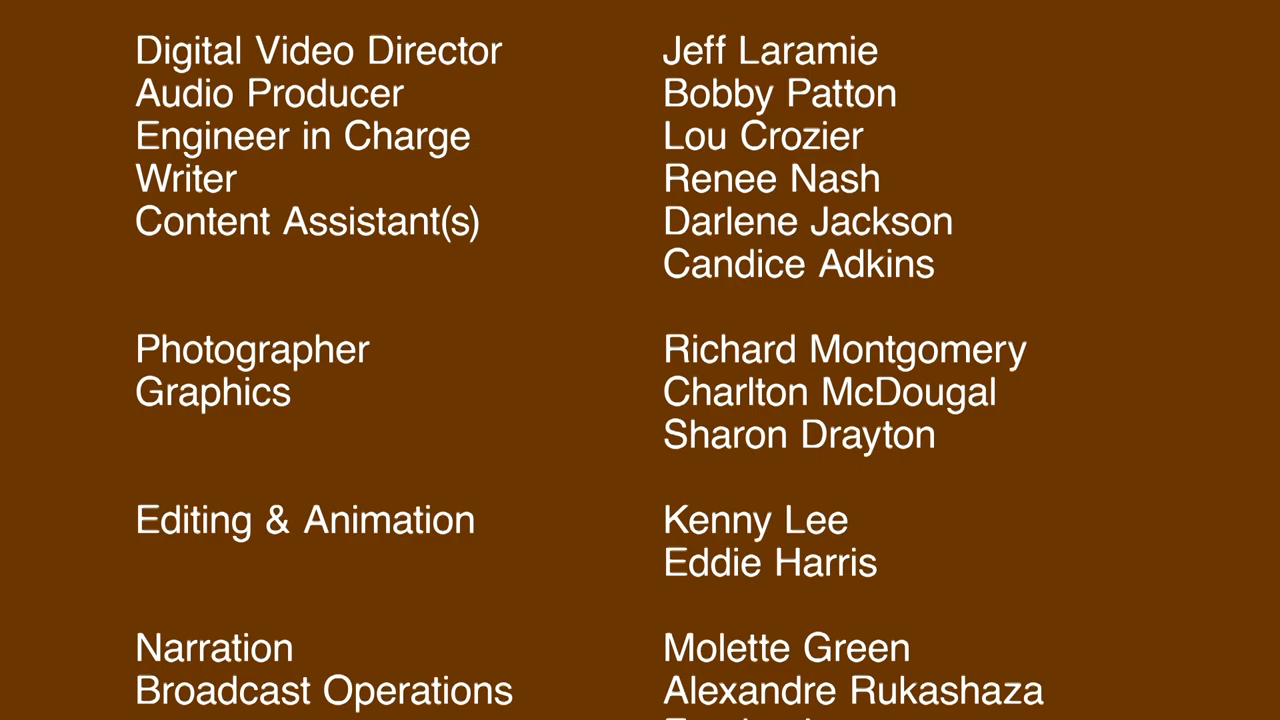 Digital Video Director Jeff Laramie
Audio Producer Bobby Patton
Engineer in Charge Lou Crozier
Writer Renee Nash
Content Assistant(s) Darlene Jackson
Candice Adkins
Photographer Richard Montgomery
Graphics Charlton McDougal
Sharon Drayton
Editing & Animation Kenny Lee
Eddie Harris
Narration Molette Green
Broadcast Operations Alexandre Rukashaza